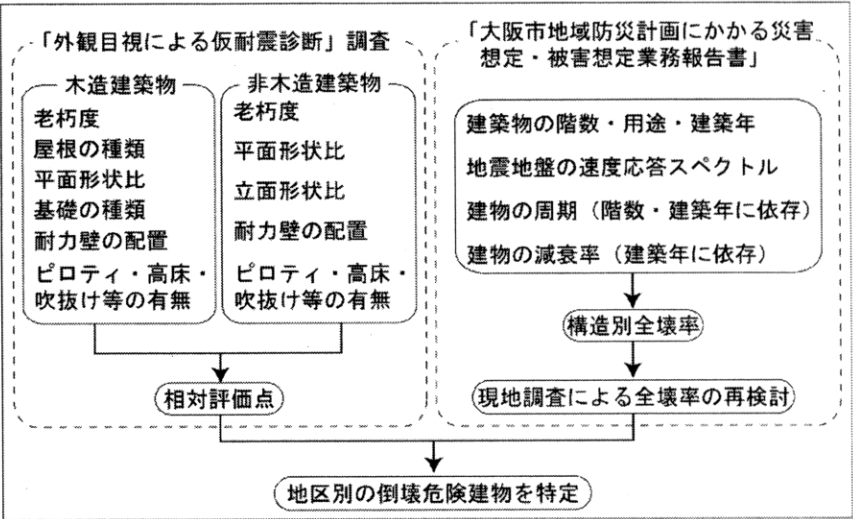 「外観目視による仮耐震診断」調査
木造建築物
老朽度
屋根の種類
平面形状比
基礎の種類
耐力壁の配置
ピロティ・高床・
吹抜け等の有無
非木造建築物
老朽度
平面形状比
立面形状比
耐力壁の配置
ピロティ・高床・
吹抜け等の有無
相対評価点
「大阪市地域防災計画にかかる災害
想定・被害想定業務報告書」
建築物の階数・用途・建築年
地震地盤の速度応答スペクトル
建物の周期（階数・建築年に依存）
建物の減衰率（建築年に依存）
構造別全壊率
現地調査による全壊率の再検討
地区別の倒壊危険建物を特定